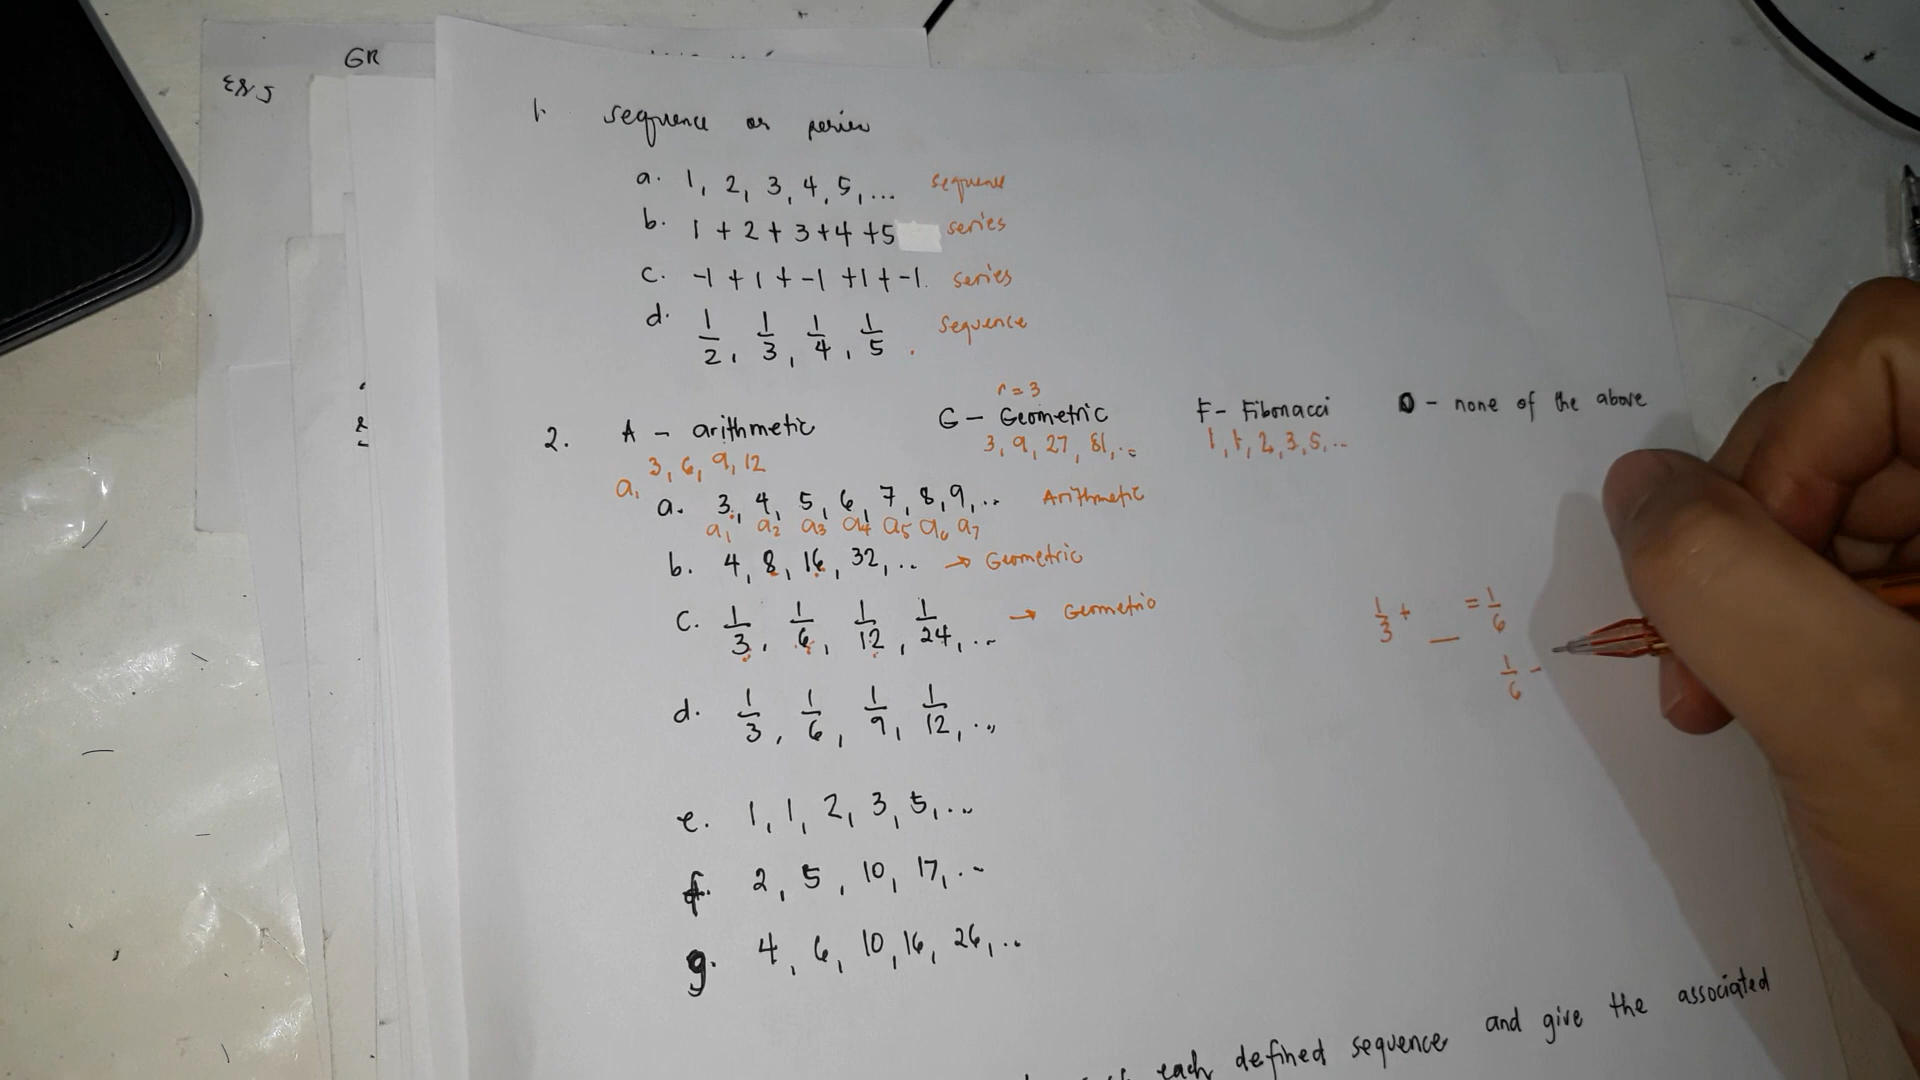 GR
1. sequence or series
a. 1, 2, 3, 4, 5, ... sequence
b. 1 + 2 + 3 + 4 + 5 series
c. -1 + 1 + -1 + 1 + -1. series
d. 1/2, 1/3, 1/4, 1/5. sequence
r = 3
2. A - arithmetic G - Geometric F - Fibonacci O - none of the above
3, 6, 9, 12 3, 9, 27, 81, .. 1, 1, 2, 3, 5, ..
a1
a. 3, 4, 5, 6, 7, 8, 9, .. Arithmetic
a1 a2 a3 a4 a5 a6 a7
b. 4, 8, 16, 32, .. → Geometric
c. 1/3, 1/6, 1/12, 1/24, .. → Geometric
1/3 + _ = 1/6
1/6 -
d. 1/3, 1/6, 1/9, 1/12, ...
e. 1, 1, 2, 3, 5, ...
f. 2, 5, 10, 17, ...
g. 4, 6, 10, 16, 26, ..
each defined sequence and give the associated